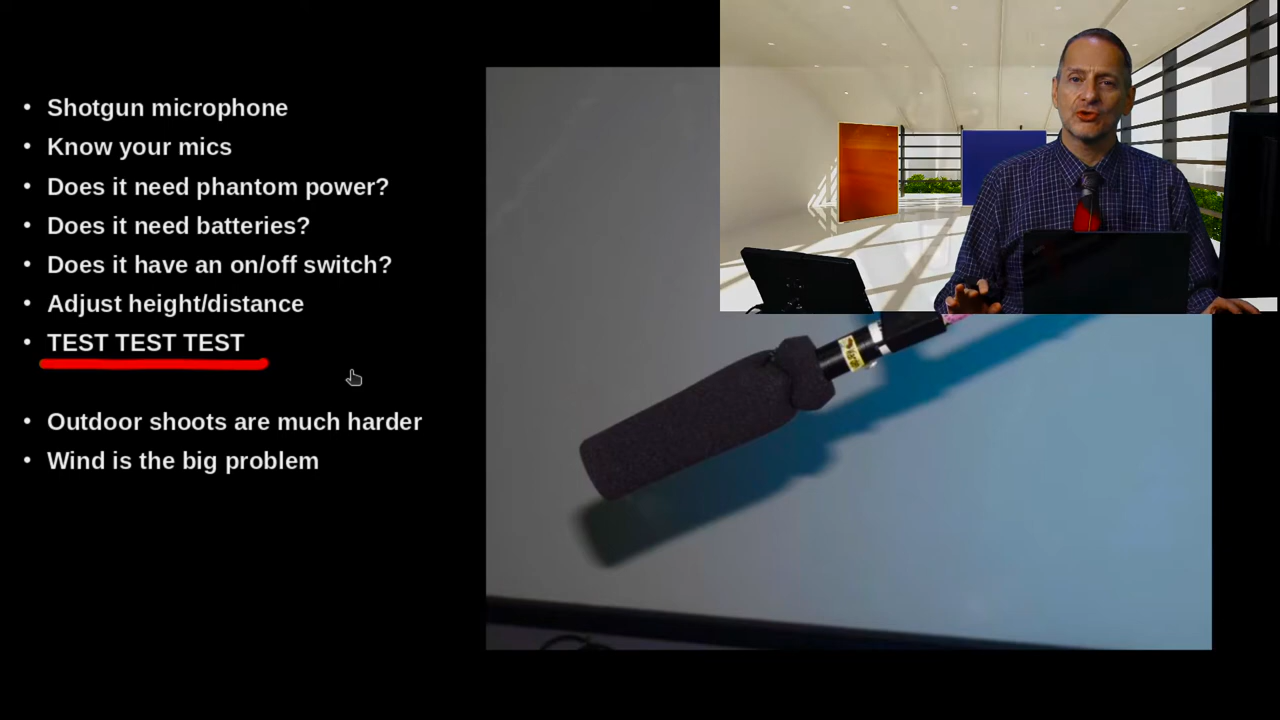 • Shotgun microphone
• Know your mics
• Does it need phantom power?
• Does it need batteries?
• Does it have an on/off switch?
• Adjust height/distance
• TEST TEST TEST
• Outdoor shoots are much harder
• Wind is the big problem